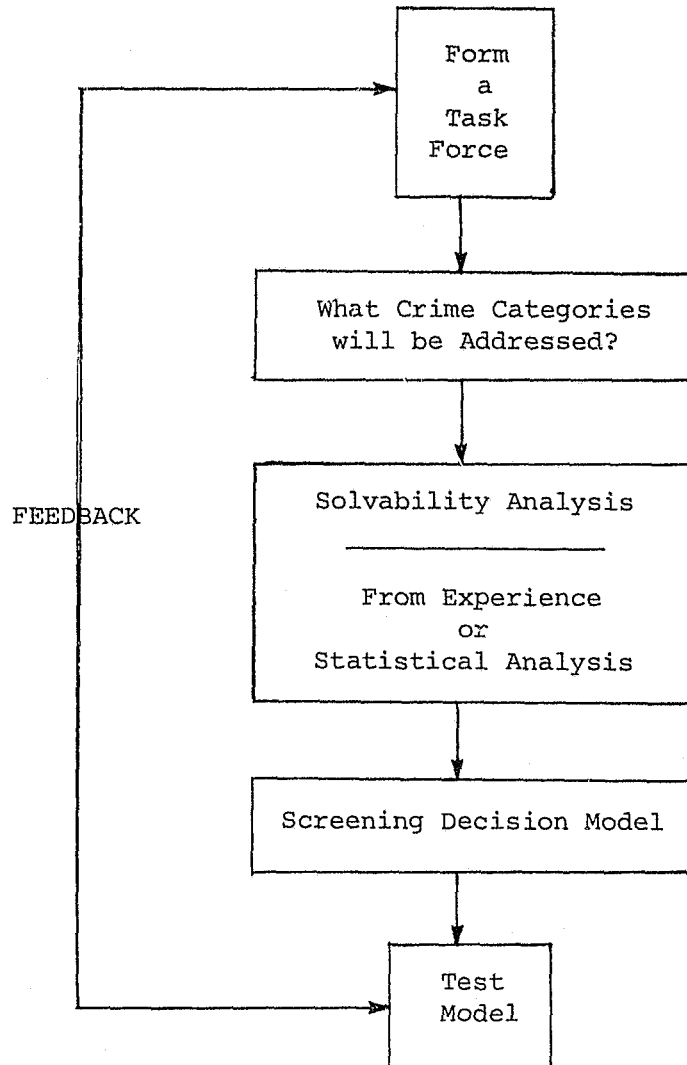 Form
a
Task
Force
What Crime Categories
will be Addressed?
Solvability Analysis
FEEDBACK
From Experience
or
Statistical Analysis
Screening Decision Model
Test
Model